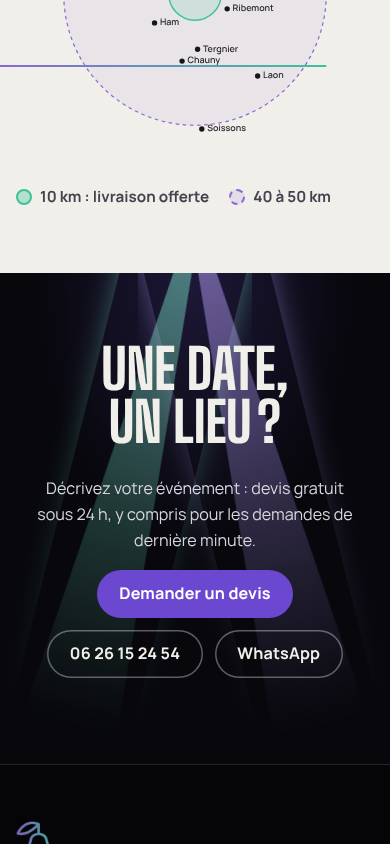 Ribemont
Ham
Tergnier
Chauny
Laon
Soissons
10 km : livraison offerte
40 à 50 km
UNE DATE,
UN LIEU ?
Décrivez votre événement : devis gratuit
sous 24 h, y compris pour les demandes de
dernière minute.
Demander un devis
06 26 15 24 54
WhatsApp